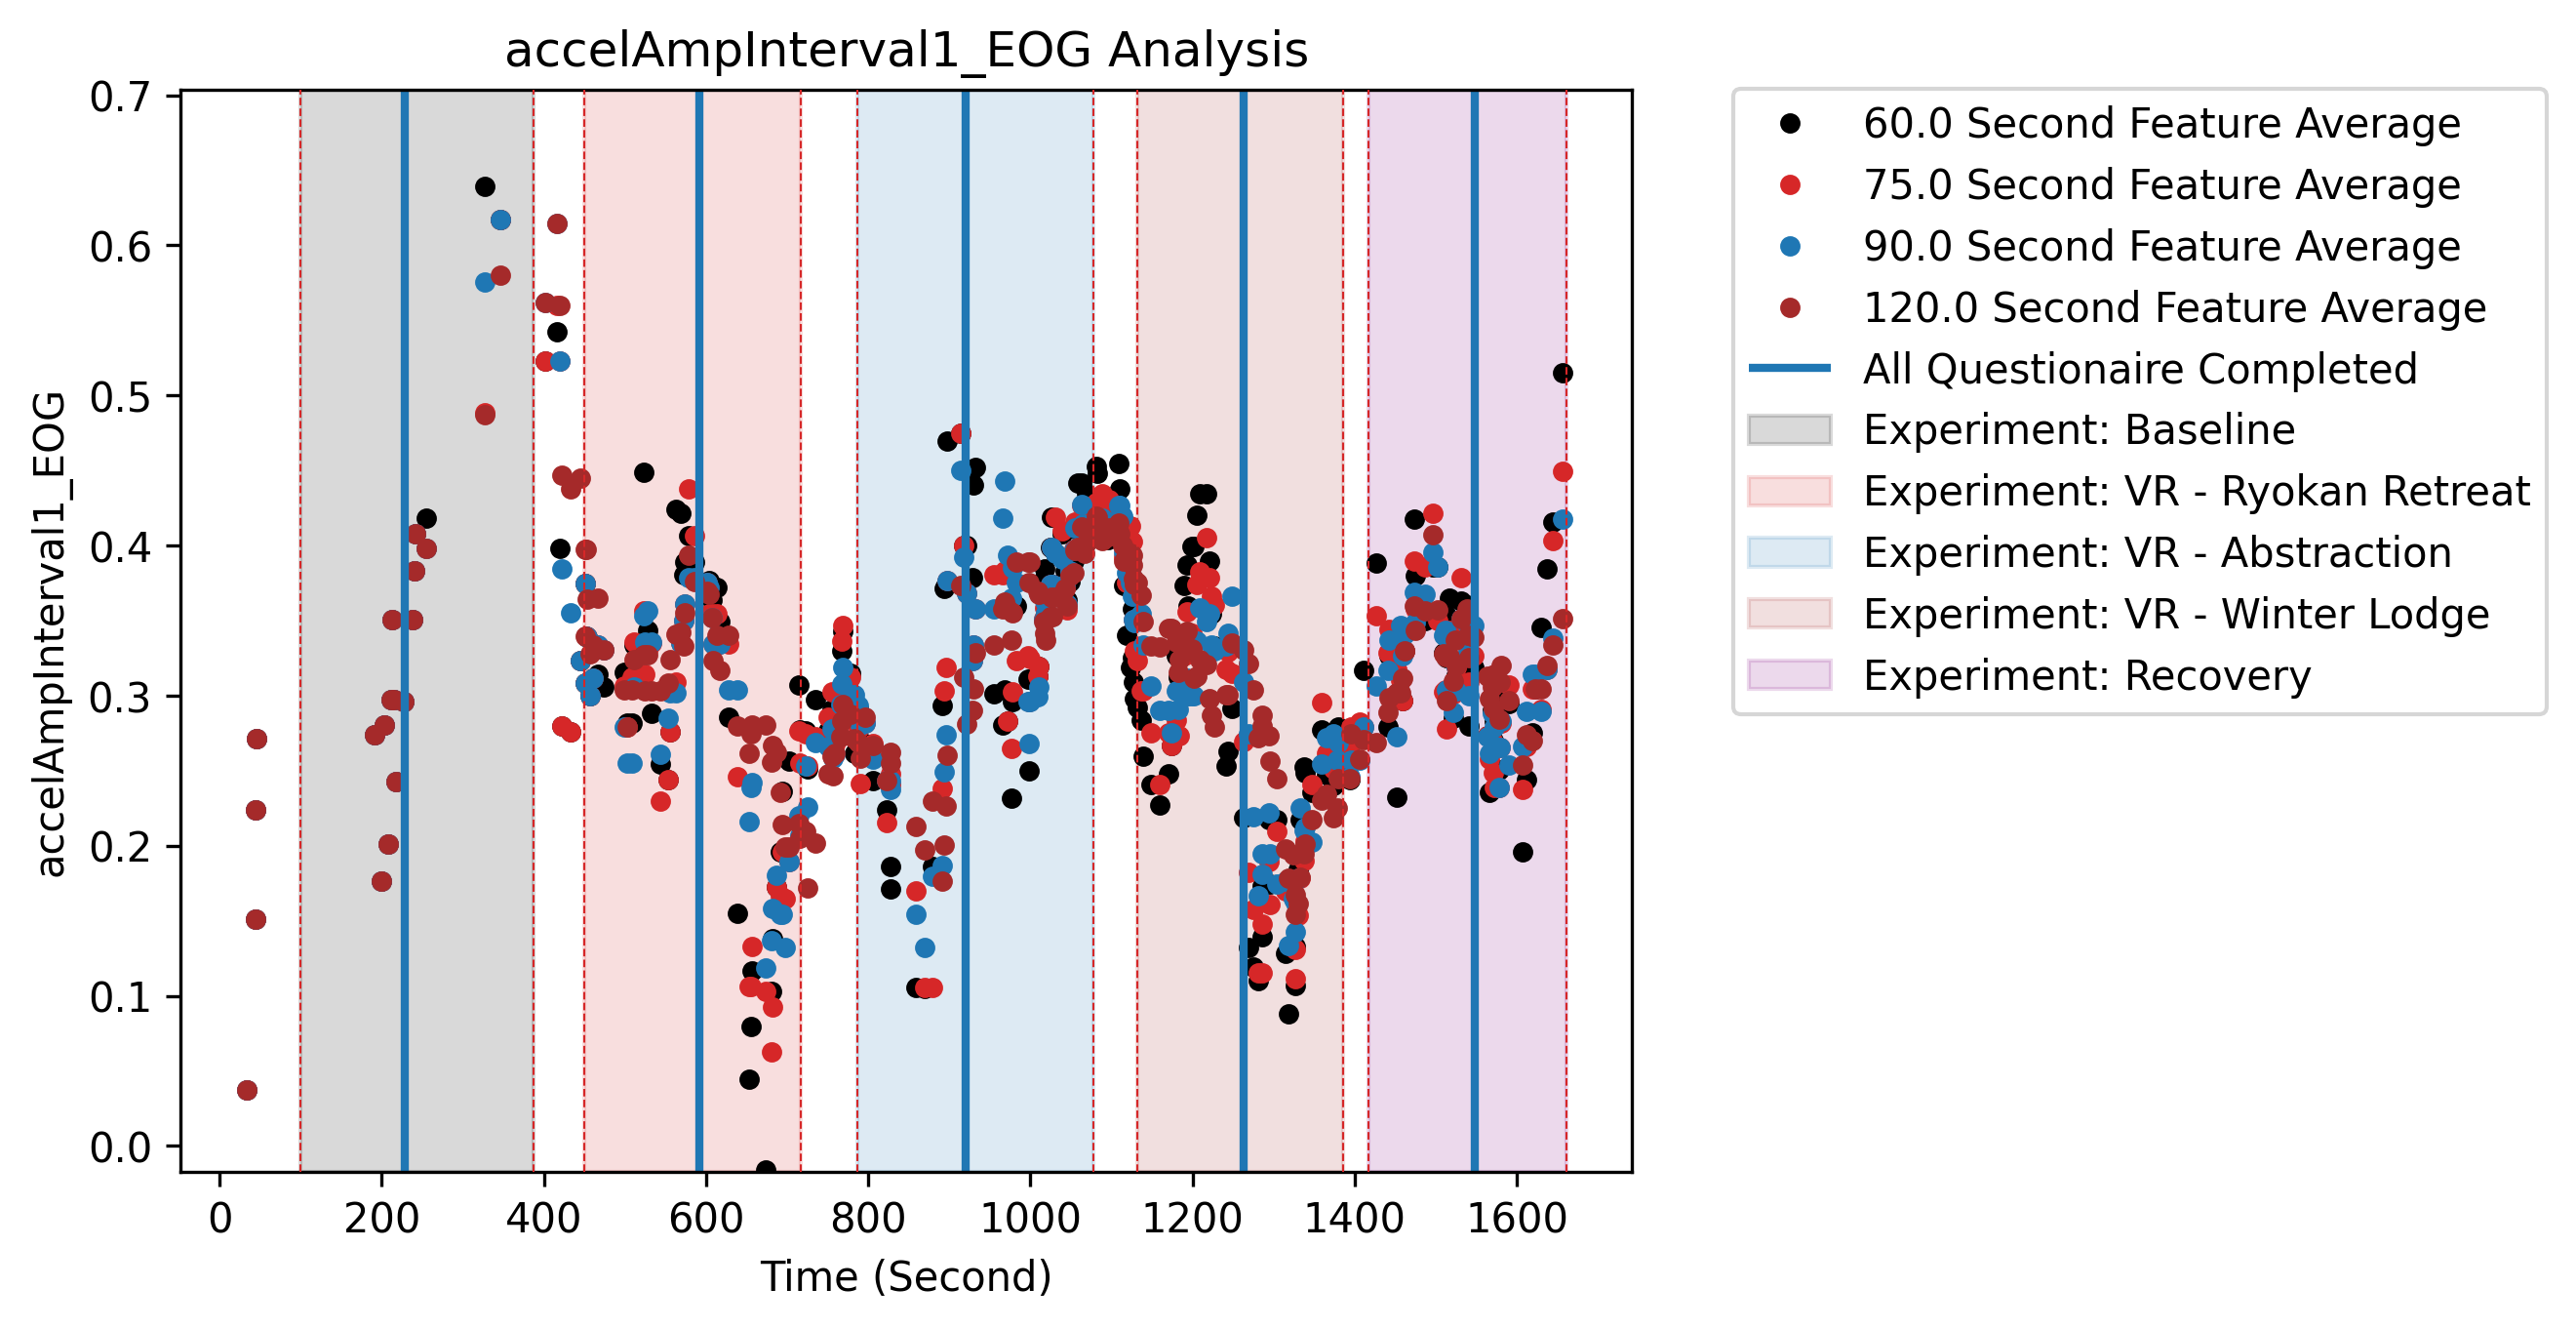 accelAmpInterval1_EOG Analysis
0.7
0.6
0.5
0.4
0.3
0.2
0.1
0.0
accelAmpInterval1_EOG
0 200 400 600 800 1000 1200 1400 1600
Time (Second)
60.0 Second Feature Average
75.0 Second Feature Average
90.0 Second Feature Average
120.0 Second Feature Average
All Questionaire Completed
Experiment: Baseline
Experiment: VR - Ryokan Retreat
Experiment: VR - Abstraction
Experiment: VR - Winter Lodge
Experiment: Recovery